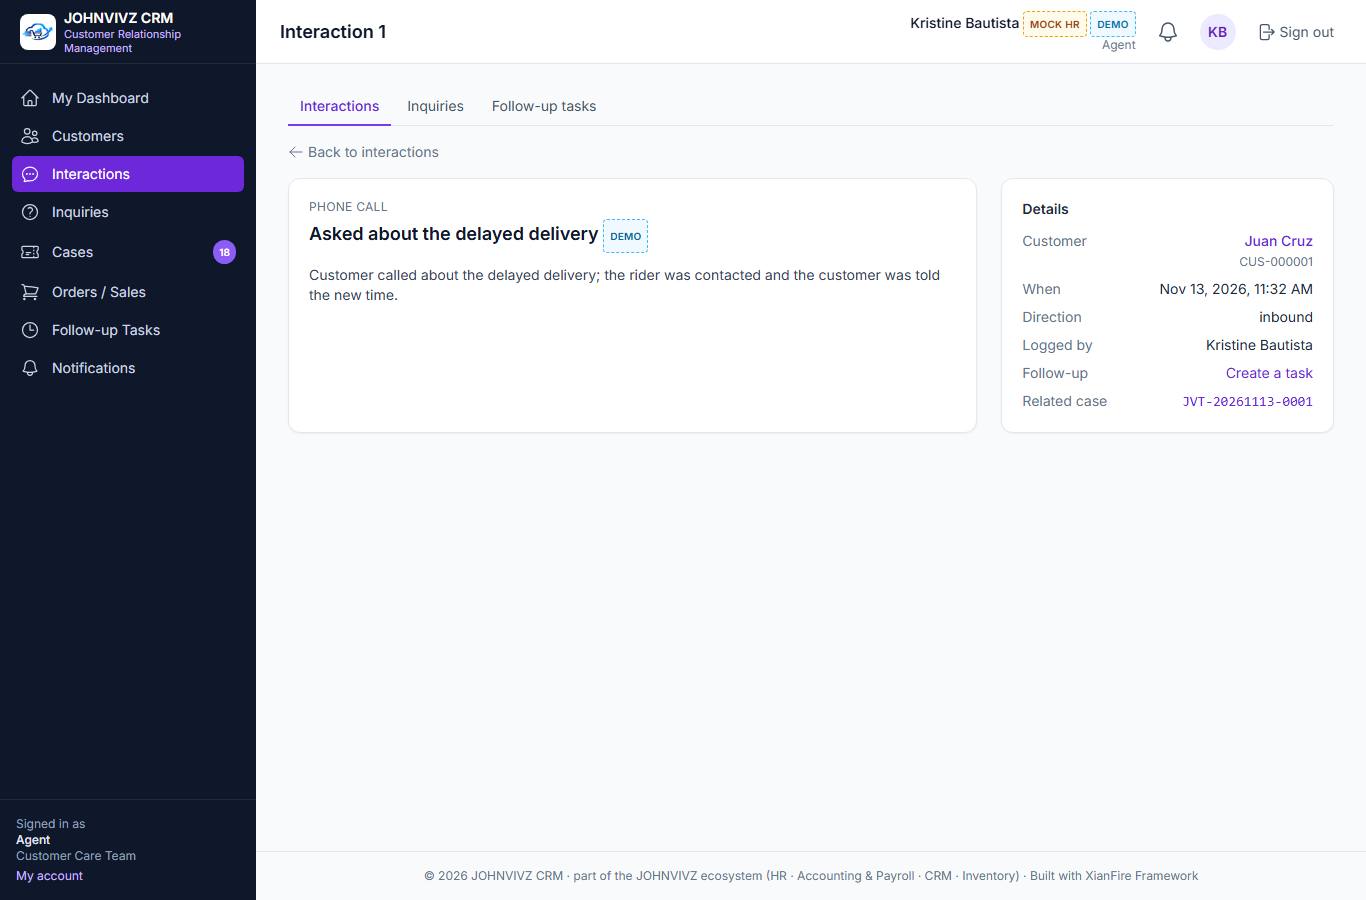 JOHNVIVZ CRM
Customer Relationship
Management
My Dashboard
Customers
Interactions
Inquiries
Cases
18
Orders / Sales
Follow-up Tasks
Notifications
Signed in as
Agent
Customer Care Team
My account
Interaction 1
Kristine Bautista MOCK HR DEMO
Agent
KB
Sign out
Interactions
Inquiries
Follow-up tasks
← Back to interactions
PHONE CALL
Asked about the delayed delivery DEMO
Customer called about the delayed delivery; the rider was contacted and the customer was told
the new time.
Details
Customer Juan Cruz
CUS-000001
When Nov 13, 2026, 11:32 AM
Direction inbound
Logged by Kristine Bautista
Follow-up Create a task
Related case JVT-20261113-0001
© 2026 JOHNVIVZ CRM · part of the JOHNVIVZ ecosystem (HR · Accounting & Payroll · CRM · Inventory) · Built with XianFire Framework